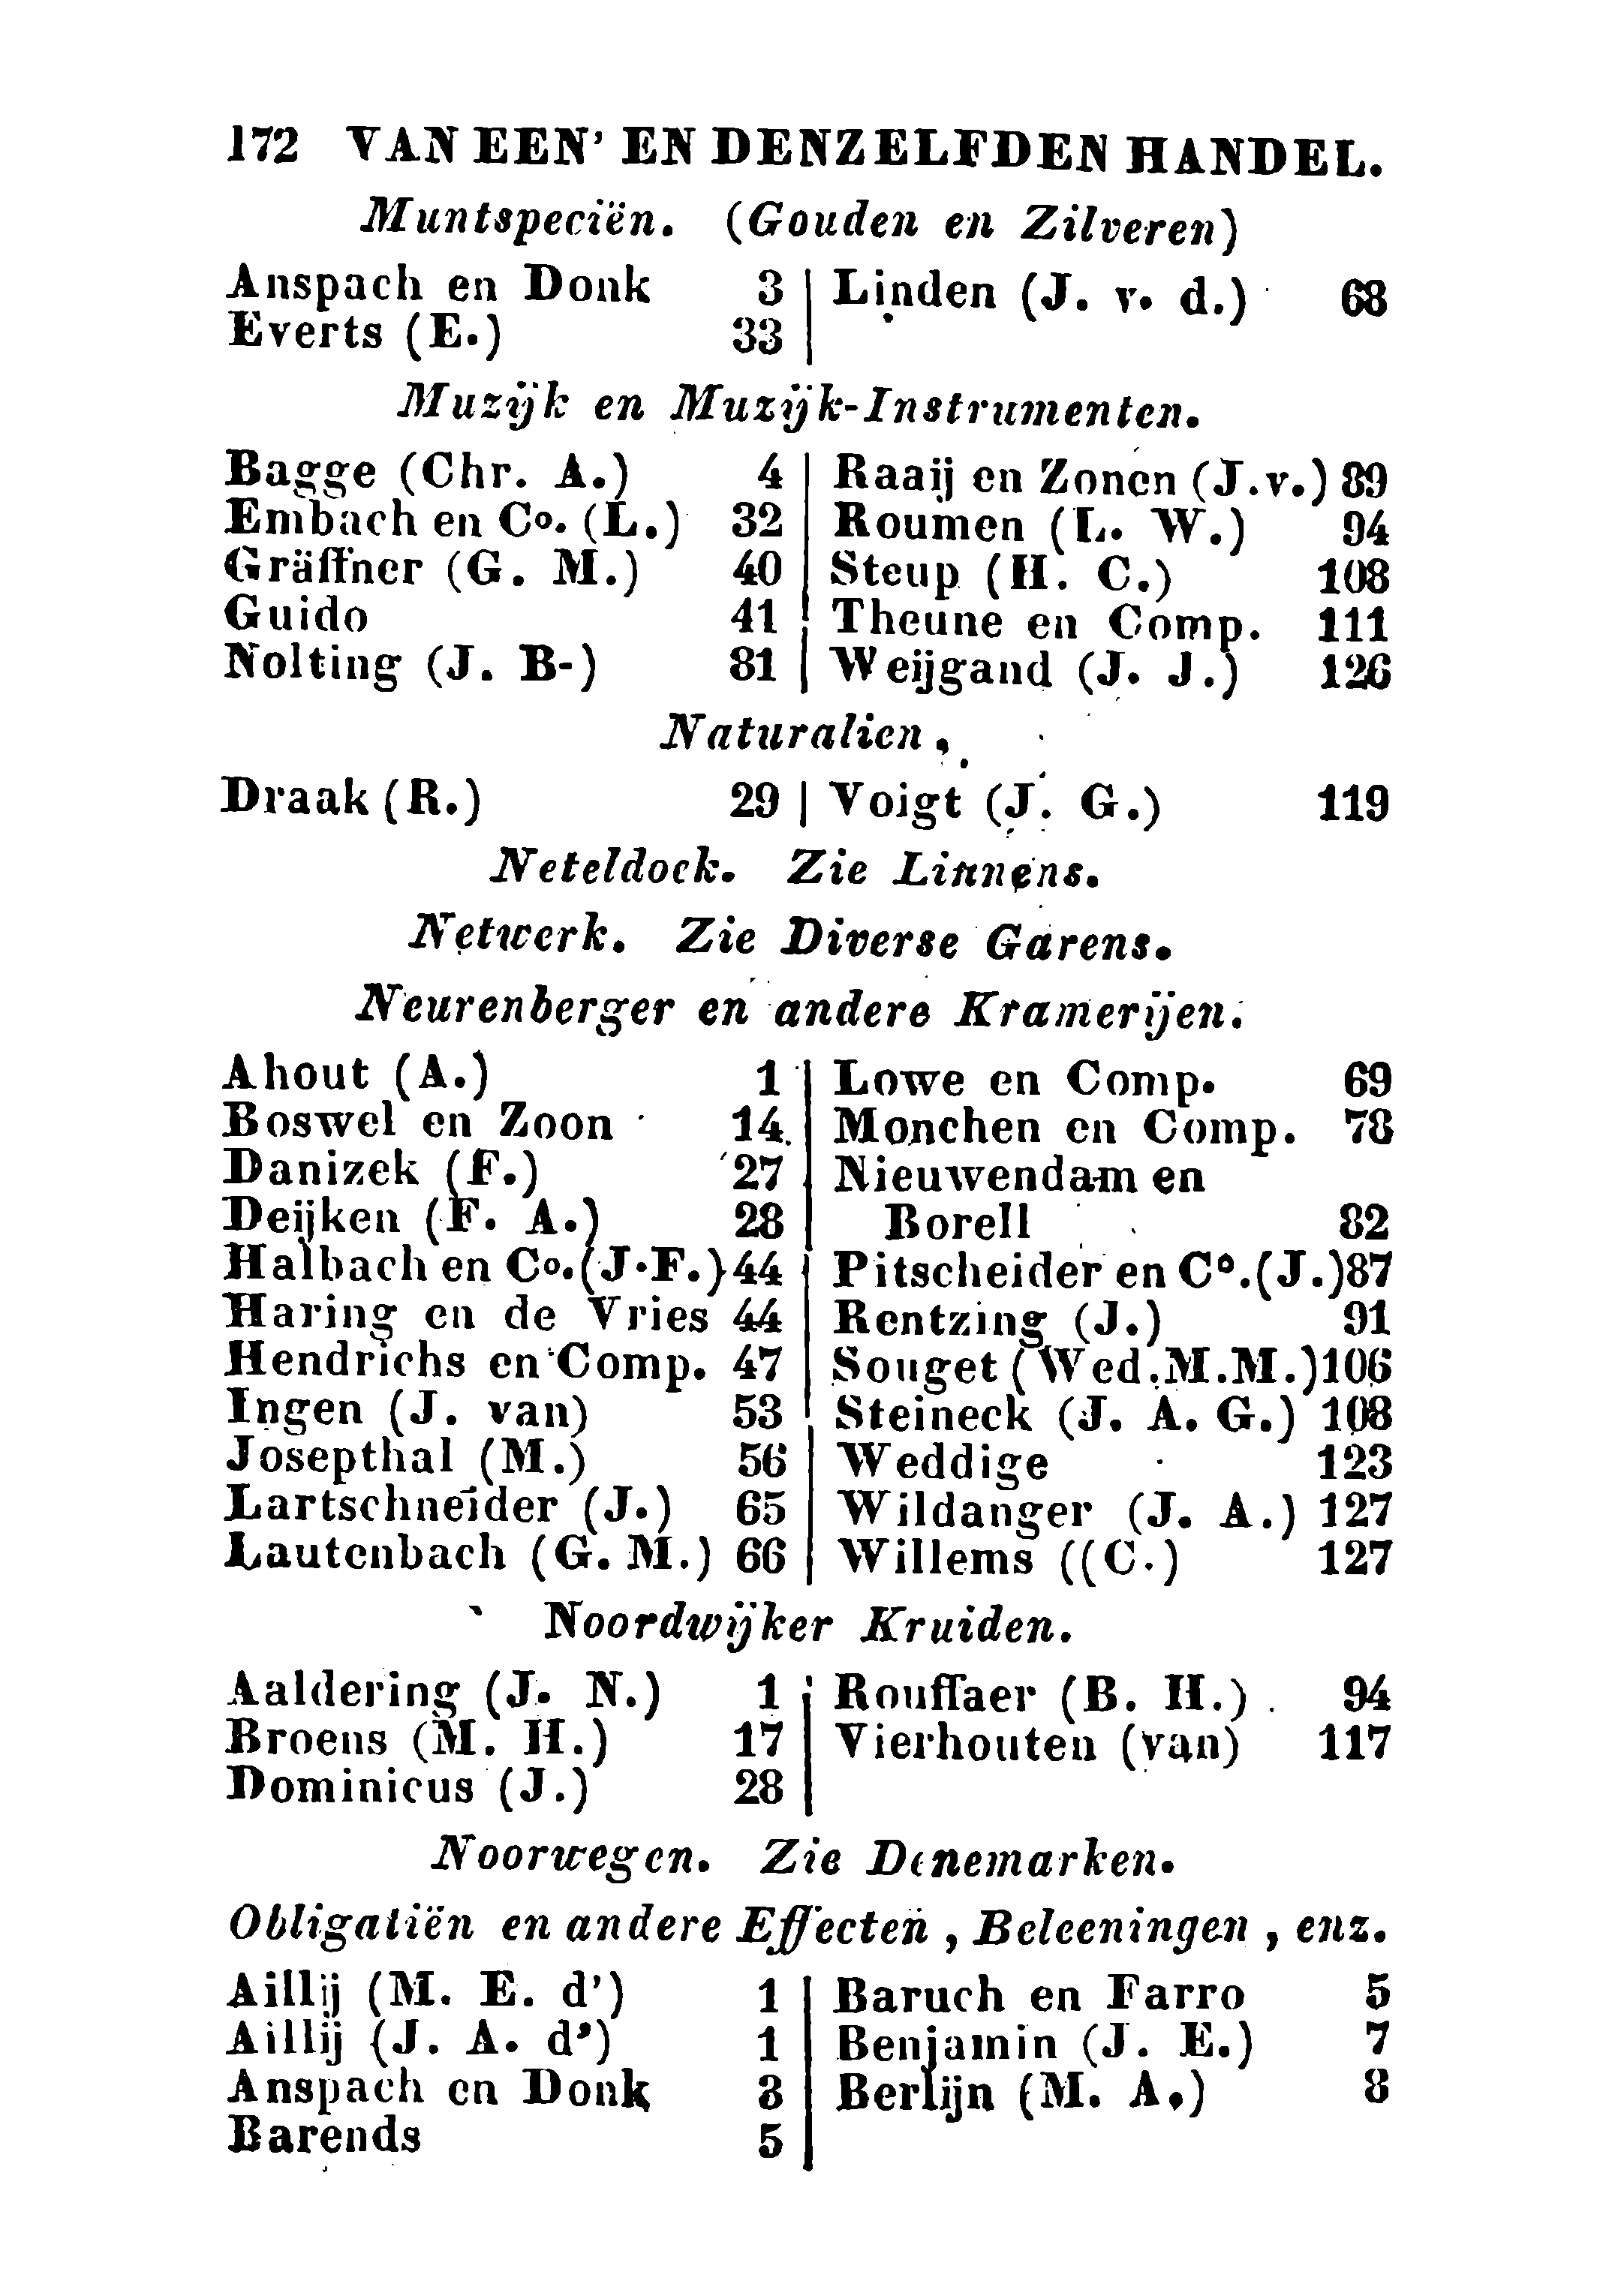 172 VAN EEN' EN DENZELFDEN HANDEL.
Muntspeciën. (Gouden en Zilveren)
Anspach en Donk 3
Everts (E.) 33
Linden (J. v. d.) 68
Muzijk en Muzijk-Instrumenten.
Bagge (Chr. A.) 4
Embach en Co. (L.) 32
Gräffner (G. M.) 40
Guido 41
Nolting (J. B-) 81
Raaij en Zonen (J.v.) 89
Roumen (L. W.) 94
Steup (H. C.) 108
Theune en Comp. 111
Weijgand (J. J.) 126
Naturalien.
Draak (R.) 29
Voigt (J. G.) 119
Neteldock. Zie Linnens.
Netwerk. Zie Diverse Garens.
Neurenberger en andere Kramerijen.
Ahout (A.) 1
Boswel en Zoon 14
Danizek (F.) 27
Deijken (F. A.) 28
Halbach en Co. (J.F.) 44
Haring en de Vries 44
Hendrichs en Comp. 47
Ingen (J. van) 53
Josepthal (M.) 56
Lartschneider (J.) 65
Lautenbach (G. M.) 66
Lowe en Comp. 69
Monchen en Comp. 78
Nieuwendam en
Borell 82
Pitscheider en Co. (J.) 87
Rentzing (J.) 91
Souget (Wed. M.M.) 106
Steineck (J. A. G.) 108
Weddige 123
Wildanger (J. A.) 127
Willems ((C.) 127
Noordwijker Kruiden.
Aaldering (J. N.) 1
Broens (M. H.) 17
Dominicus (J.) 28
Rouffaer (B. H.) 94
Vierhouten (van) 117
Noorwegen. Zie Denemarken.
Obligatiën en andere Effecten, Beleeningen, enz.
Aillij (M. E. d') 1
Aillij (J. A. d') 1
Anspach en Donk 3
Barends 5
Baruch en Farro 5
Benjamin (J. E.) 7
Berlijn (M. A.) 8